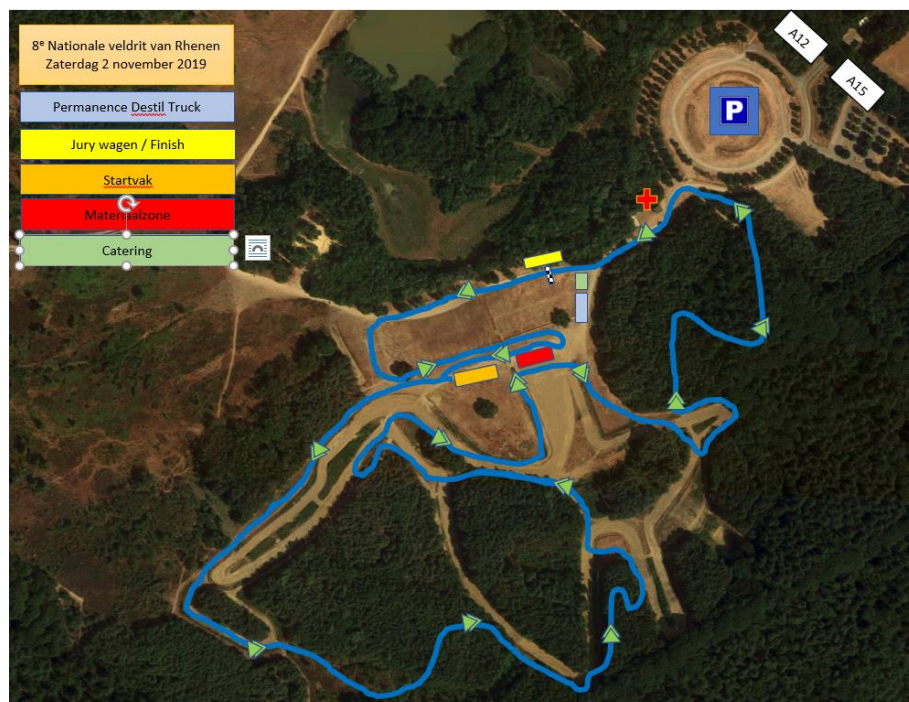 8e Nationale veldrit van Rhenen
Zaterdag 2 november 2019
Permanence Destil Truck
Jury wagen / Finish
Startvak
Materiaalzone
Catering
A12
A15
P